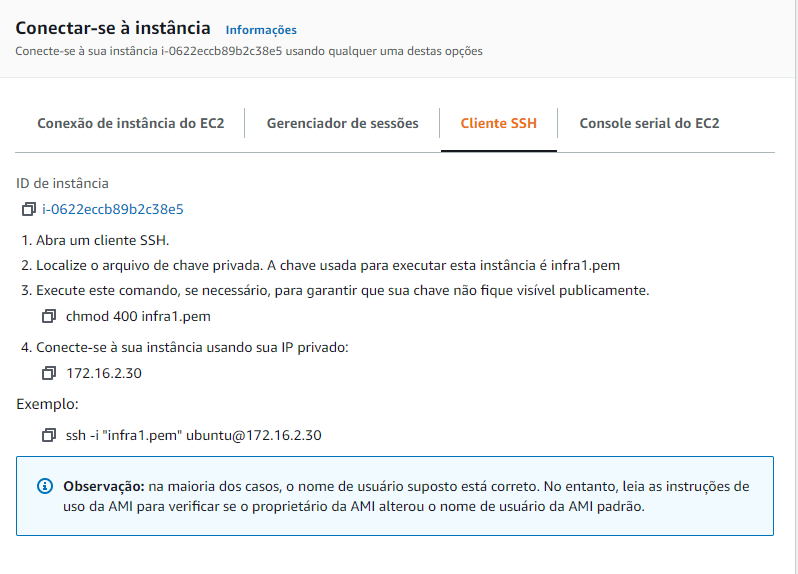 Conectar-se à instância Informações
Conecte-se à sua instância i-0622eccb89b2c38e5 usando qualquer uma destas opções
Conexão de instância do EC2 Gerenciador de sessões Cliente SSH Console serial do EC2
ID de instância
i-0622eccb89b2c38e5
1. Abra um cliente SSH.
2. Localize o arquivo de chave privada. A chave usada para executar esta instância é infra1.pem
3. Execute este comando, se necessário, para garantir que sua chave não fique visível publicamente.
chmod 400 infra1.pem
4. Conecte-se à sua instância usando sua IP privado:
172.16.2.30
Exemplo:
ssh -i "infra1.pem" ubuntu@172.16.2.30
Observação: na maioria dos casos, o nome de usuário suposto está correto. No entanto, leia as instruções de
uso da AMI para verificar se o proprietário da AMI alterou o nome de usuário da AMI padrão.